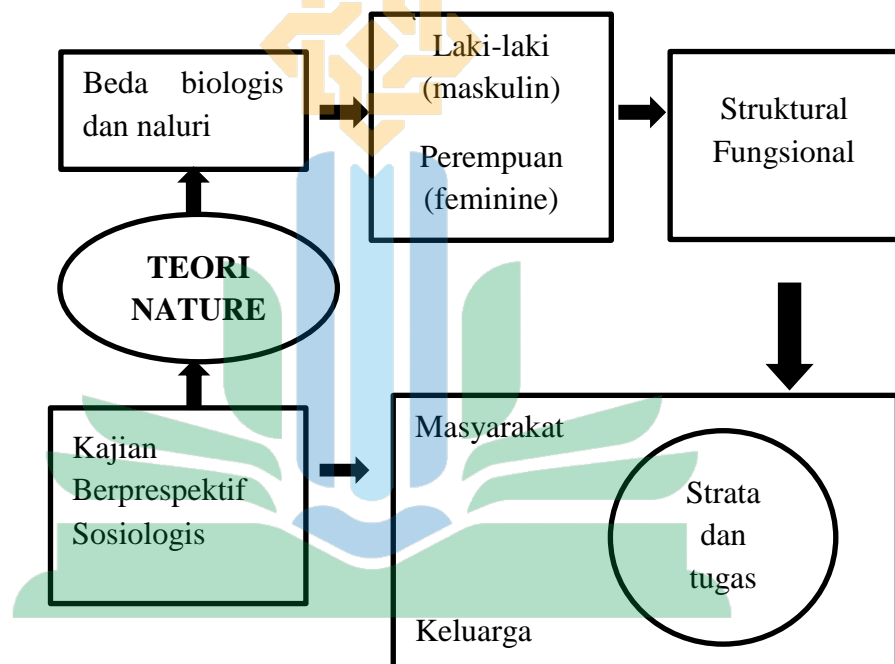 Beda biologis
dan naluri
Laki-laki
(maskulin)
Perempuan
(feminine)
Struktural
Fungsional
TEORI
NATURE
Kajian
Berprespektif
Sosiologis
Masyarakat
Strata
dan
tugas
Keluarga